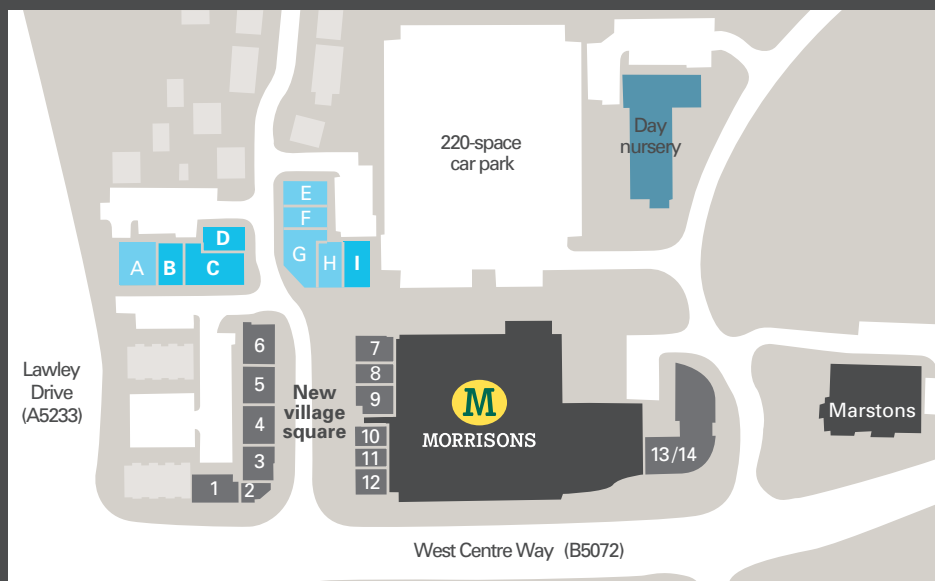 220-space
car park
Day
nursery
E
F
G
H
I
D
A
B
C
6
5
4
3
2
1
Lawley
Drive
(A5233)
New
village
square
7
8
9
10
11
12
M
MORRISONS
13/14
Marstons
West Centre Way (B5072)